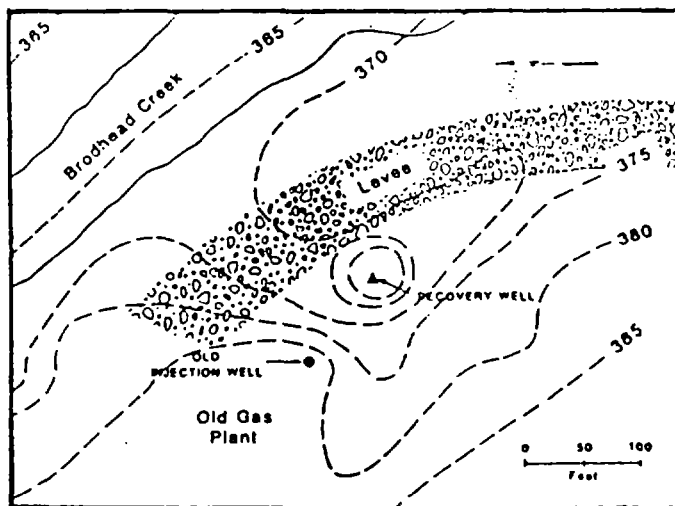 385
385
370
Brodhead Creek
Levee
375
380
RECOVERY WELL
OLD
INJECTION WELL
385
Old Gas
Plant
0 50 100
Feet